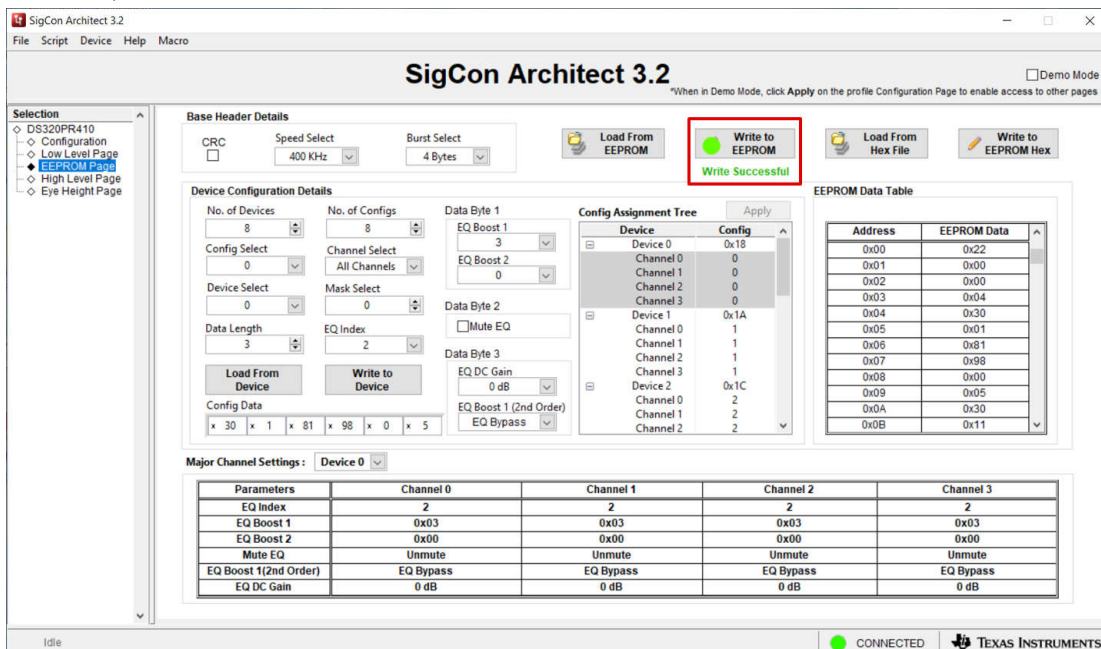 SigCon Architect 3.2
File Script Device Help Macro
SigCon Architect 3.2
Demo Mode
*When in Demo Mode, click Apply on the profile Configuration Page to enable access to other pages
Selection
DS320PR410
Configuration
Low Level Page
EEPROM Page
High Level Page
Eye Height Page
Base Header Details
CRC
Speed Select
400 KHz
Burst Select
4 Bytes
Load From
EEPROM
Write to
EEPROM
Write Successful
Load From
Hex File
Write to
EEPROM Hex
Device Configuration Details
No. of Devices
8
No. of Configs
8
Config Select
0
Channel Select
All Channels
Device Select
0
Mask Select
0
Data Length
3
EQ Index
2
Load From
Device
Write to
Device
Config Data
x 30 x 1 x 81 x 98 x 0 x 5
Data Byte 1
EQ Boost 1
3
EQ Boost 2
0
Data Byte 2
Mute EQ
Data Byte 3
EQ DC Gain
0 dB
EQ Boost 1 (2nd Order)
EQ Bypass
Config Assignment Tree
Apply
Device Config
Device 0 0x18
Channel 0 0
Channel 1 0
Channel 2 0
Channel 3 0
Device 1 0x1A
Channel 0 1
Channel 1 1
Channel 2 1
Channel 3 1
Device 2 0x1C
Channel 0 2
Channel 1 2
Channel 2 2
EEPROM Data Table
Address EEPROM Data
0x00 0x22
0x01 0x00
0x02 0x00
0x03 0x04
0x04 0x30
0x05 0x01
0x06 0x81
0x07 0x98
0x08 0x00
0x09 0x05
0x0A 0x30
0x0B 0x11
Major Channel Settings : Device 0
Parameters Channel 0 Channel 1 Channel 2 Channel 3
EQ Index 2 2 2 2
EQ Boost 1 0x03 0x03 0x03 0x03
EQ Boost 2 0x00 0x00 0x00 0x00
Mute EQ Unmute Unmute Unmute Unmute
EQ Boost 1(2nd Order) EQ Bypass EQ Bypass EQ Bypass EQ Bypass
EQ DC Gain 0 dB 0 dB 0 dB 0 dB
Idle
CONNECTED
TEXAS INSTRUMENTS